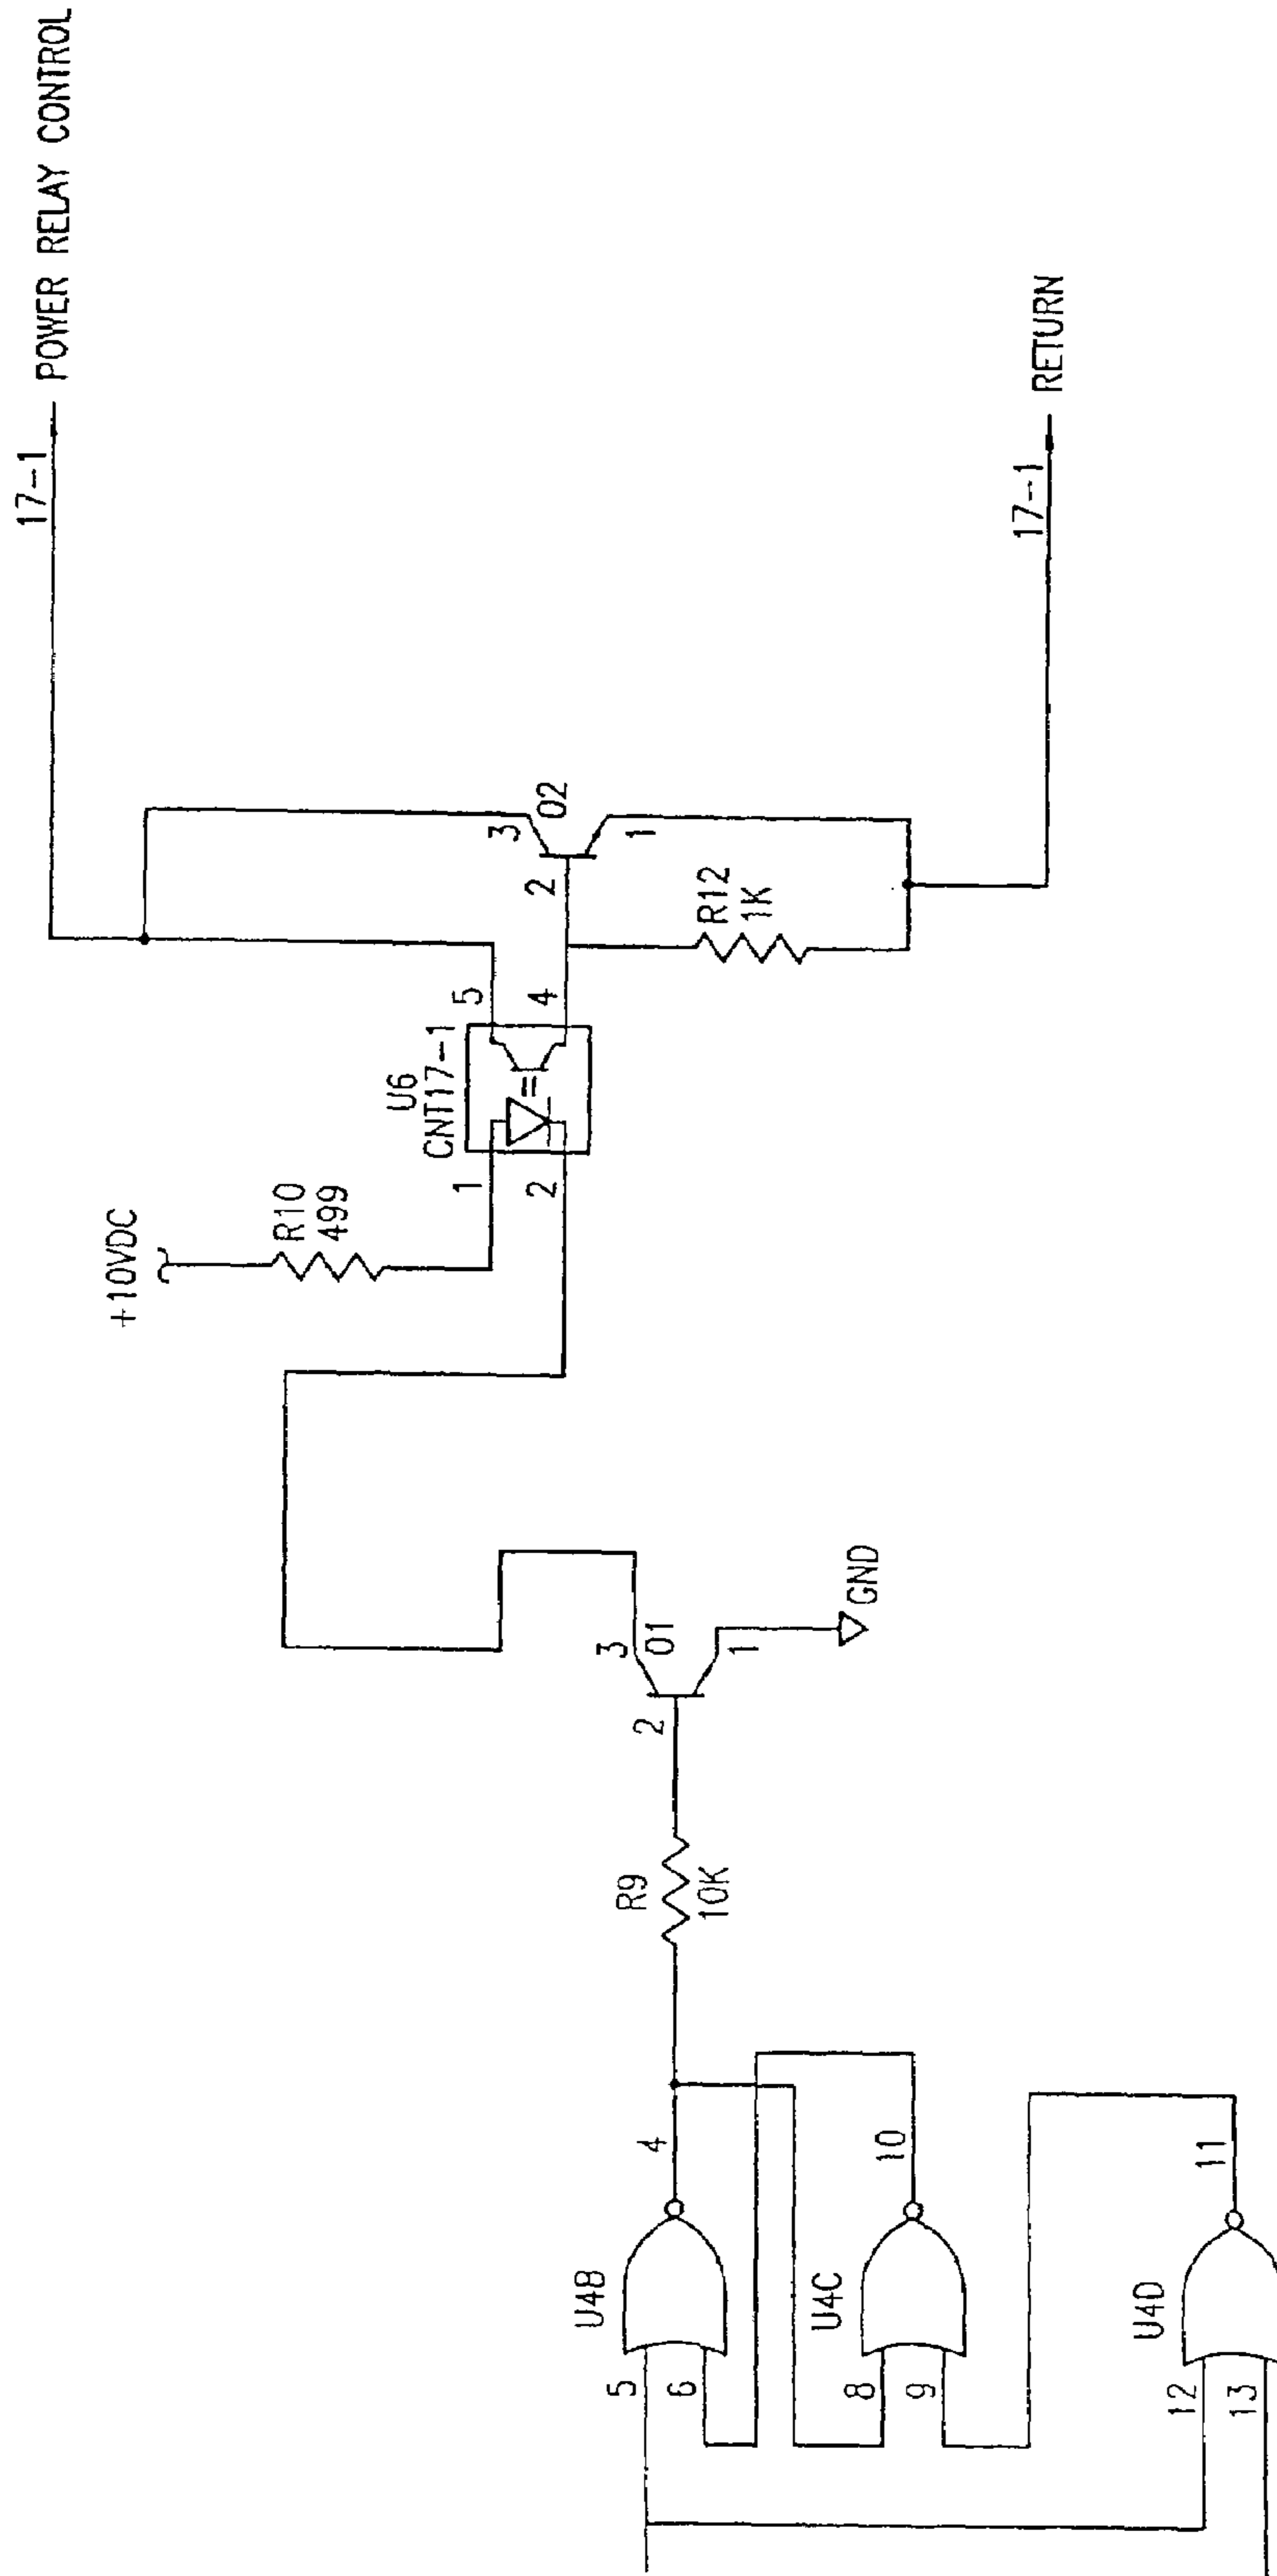 17-1
POWER RELAY CONTROL
+10VDC
R10
499
U6
CNT17-1
1
2
5
4
3
2
O2
1
R12
1K
17-1
RETURN
3
O1
2
1
GND
R9
10K
U4B
5
6
4
U4C
8
9
10
U4D
12
13
11